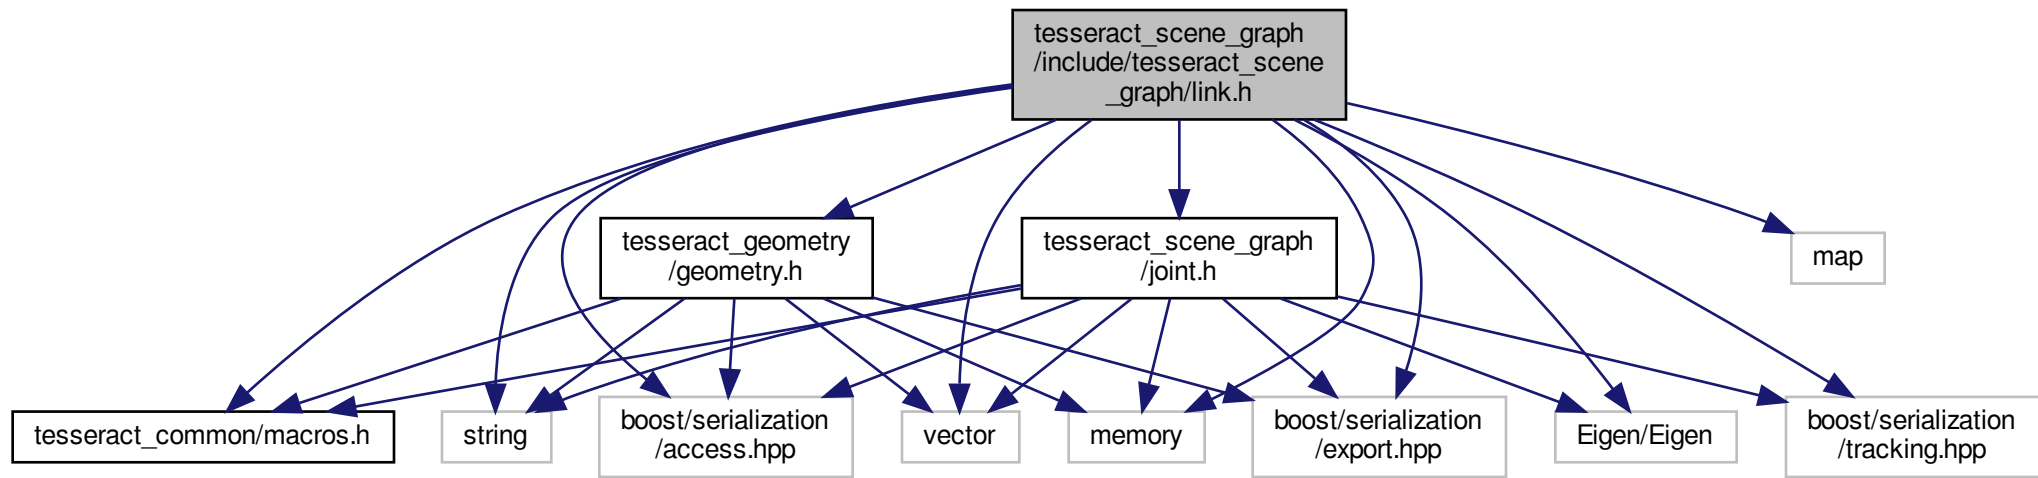 tesseract_scene_graph
/include/tesseract_scene
_graph/link.h
tesseract_geometry
/geometry.h
tesseract_scene_graph
/joint.h
map
tesseract_common/macros.h
string
boost/serialization
/access.hpp
vector
memory
boost/serialization
/export.hpp
Eigen/Eigen
boost/serialization
/tracking.hpp